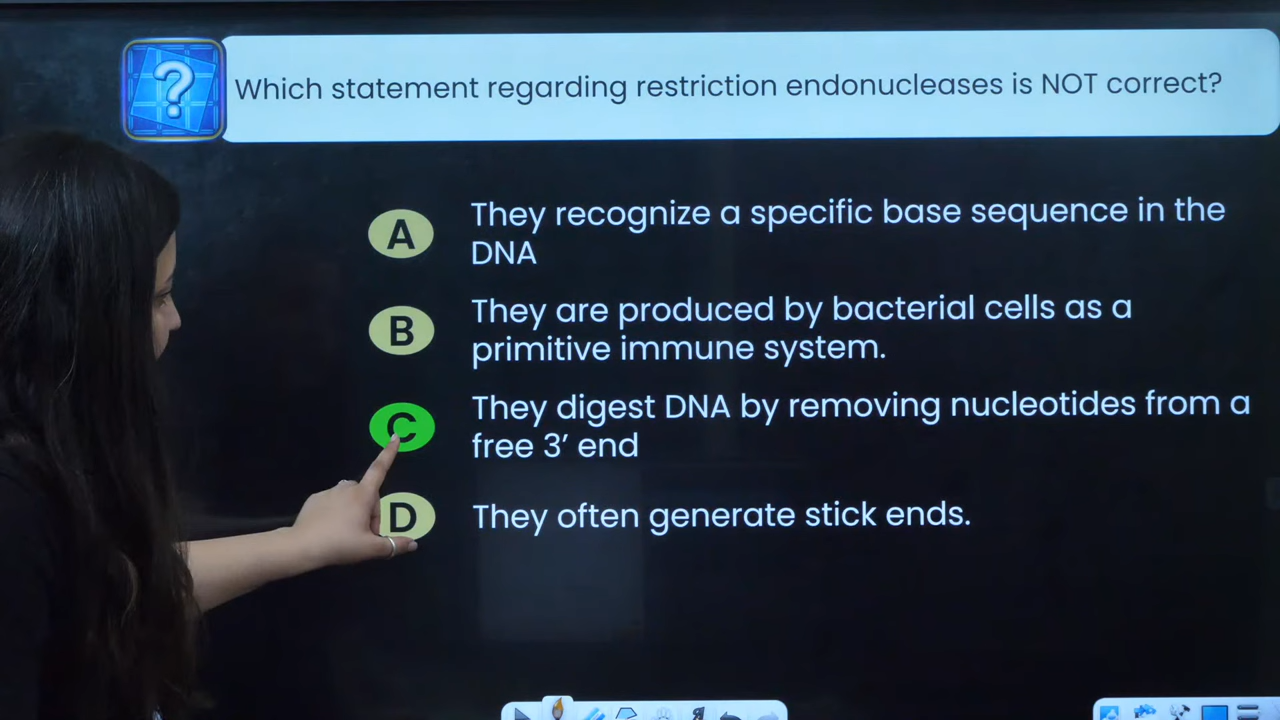 ?
Which statement regarding restriction endonucleases is NOT correct?
A
They recognize a specific base sequence in the
DNA
B
They are produced by bacterial cells as a
primitive immune system.
C
They digest DNA by removing nucleotides from a
free 3’ end
D
They often generate stick ends.